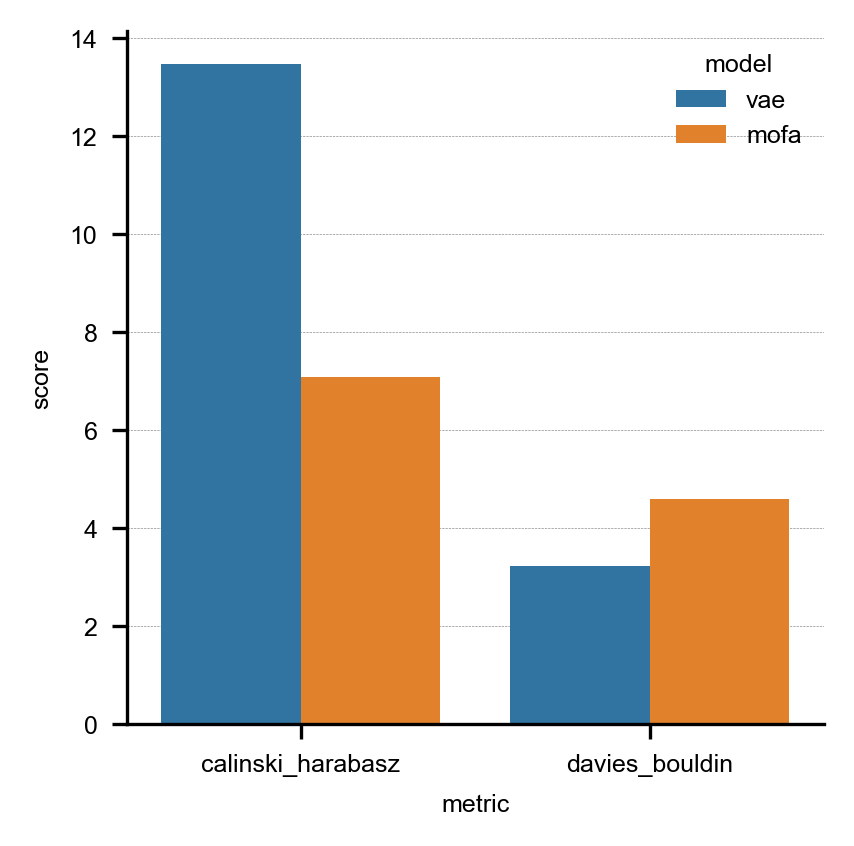 14
12
10
8
6
4
2
0
score
model
vae
mofa
calinski_harabasz
davies_bouldin
metric